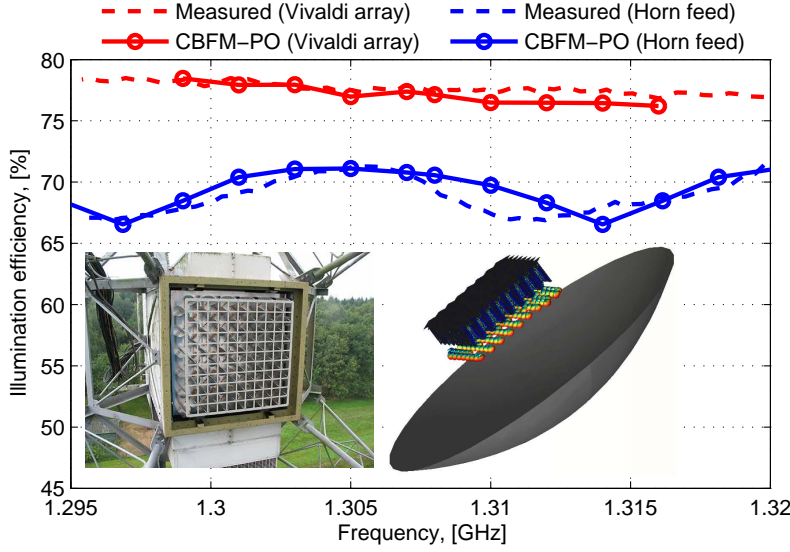 Measured (Vivaldi array) Measured (Horn feed)
CBFM−PO (Vivaldi array) CBFM−PO (Horn feed)
80
75
70
65
60
55
50
45
Illumination efficiency, [%]
1.295 1.3 1.305 1.31 1.315 1.32
Frequency, [GHz]